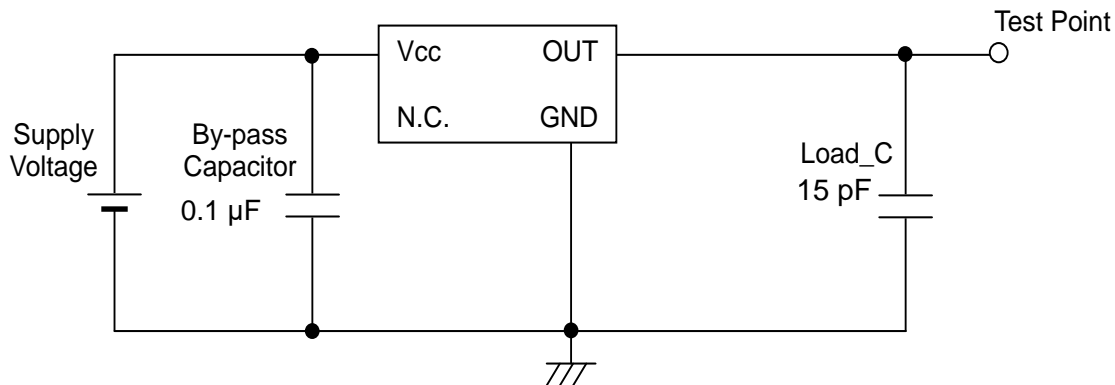 Test Point
Vcc OUT
N.C. GND
Supply
Voltage
By-pass
Capacitor
0.1 µF
Load_C
15 pF